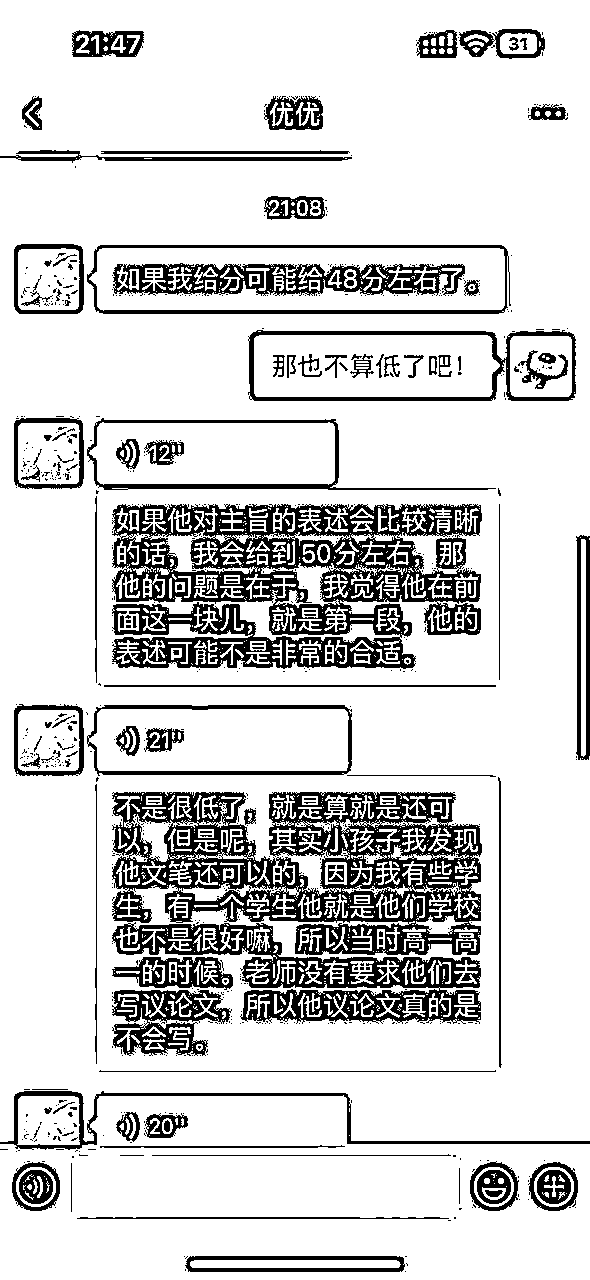 21:47
31
优优
21:08
如果我给分可能给48分左右了。
那也不算低了吧！
12"
如果他对主旨的表述会比较清晰
的话，我会给到50分左右，那
他的问题是在于，我觉得他在前
面这一块儿，就是第一段，他的
表述可能不是非常的合适。
21"
不是很低了，就是算就是还可
以，但是呢，其实小孩子我发现
他文笔还可以的，因为我有些学
生，有一个学生他就是他们学校
也不是很好嘛，所以当时高一高
一的时候。老师没有要求他们去
写议论文，所以他议论文真的是
不会写。
20"